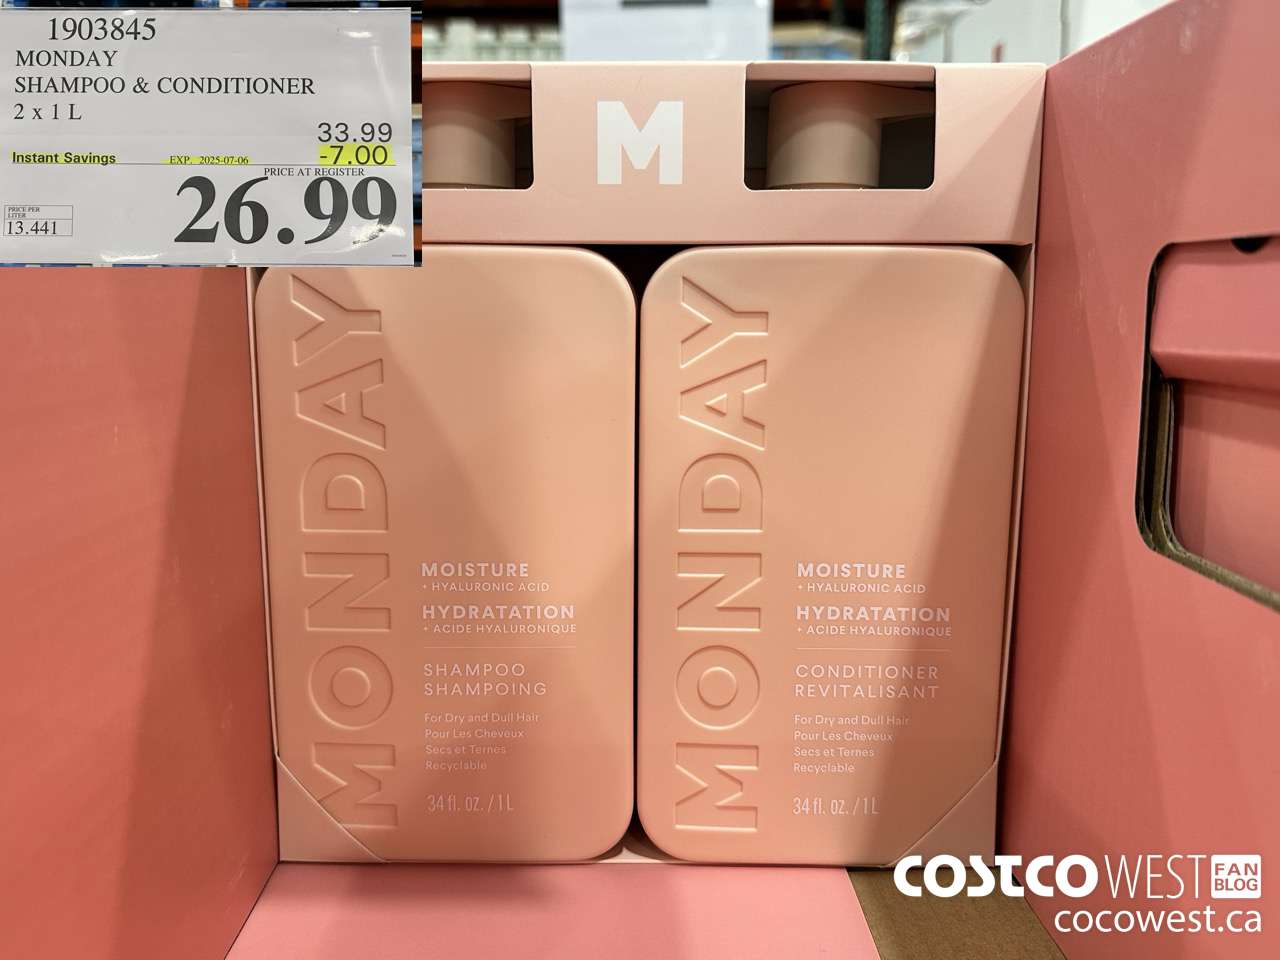 1903845
MONDAY
SHAMPOO & CONDITIONER
2 x 1 L
33.99
Instant Savings EXP. 2025-07-06 -7.00
PRICE AT REGISTER
26.99
PRICE PER
LITER
13.441
M
MONDAY
MOISTURE
+ HYALURONIC ACID
HYDRATATION
+ ACIDE HYALURONIQUE
SHAMPOO
SHAMPOING
For Dry and Dull Hair
Pour Les Cheveux
Secs et Ternes
Recyclable
34 fl. oz. / 1 L
MONDAY
MOISTURE
+ HYALURONIC ACID
HYDRATATION
+ ACIDE HYALURONIQUE
CONDITIONER
REVITALISANT
For Dry and Dull Hair
Pour Les Cheveux
Secs et Ternes
Recyclable
34 fl. oz. / 1 L
COSTCO WEST FAN BLOG
cocowest.ca